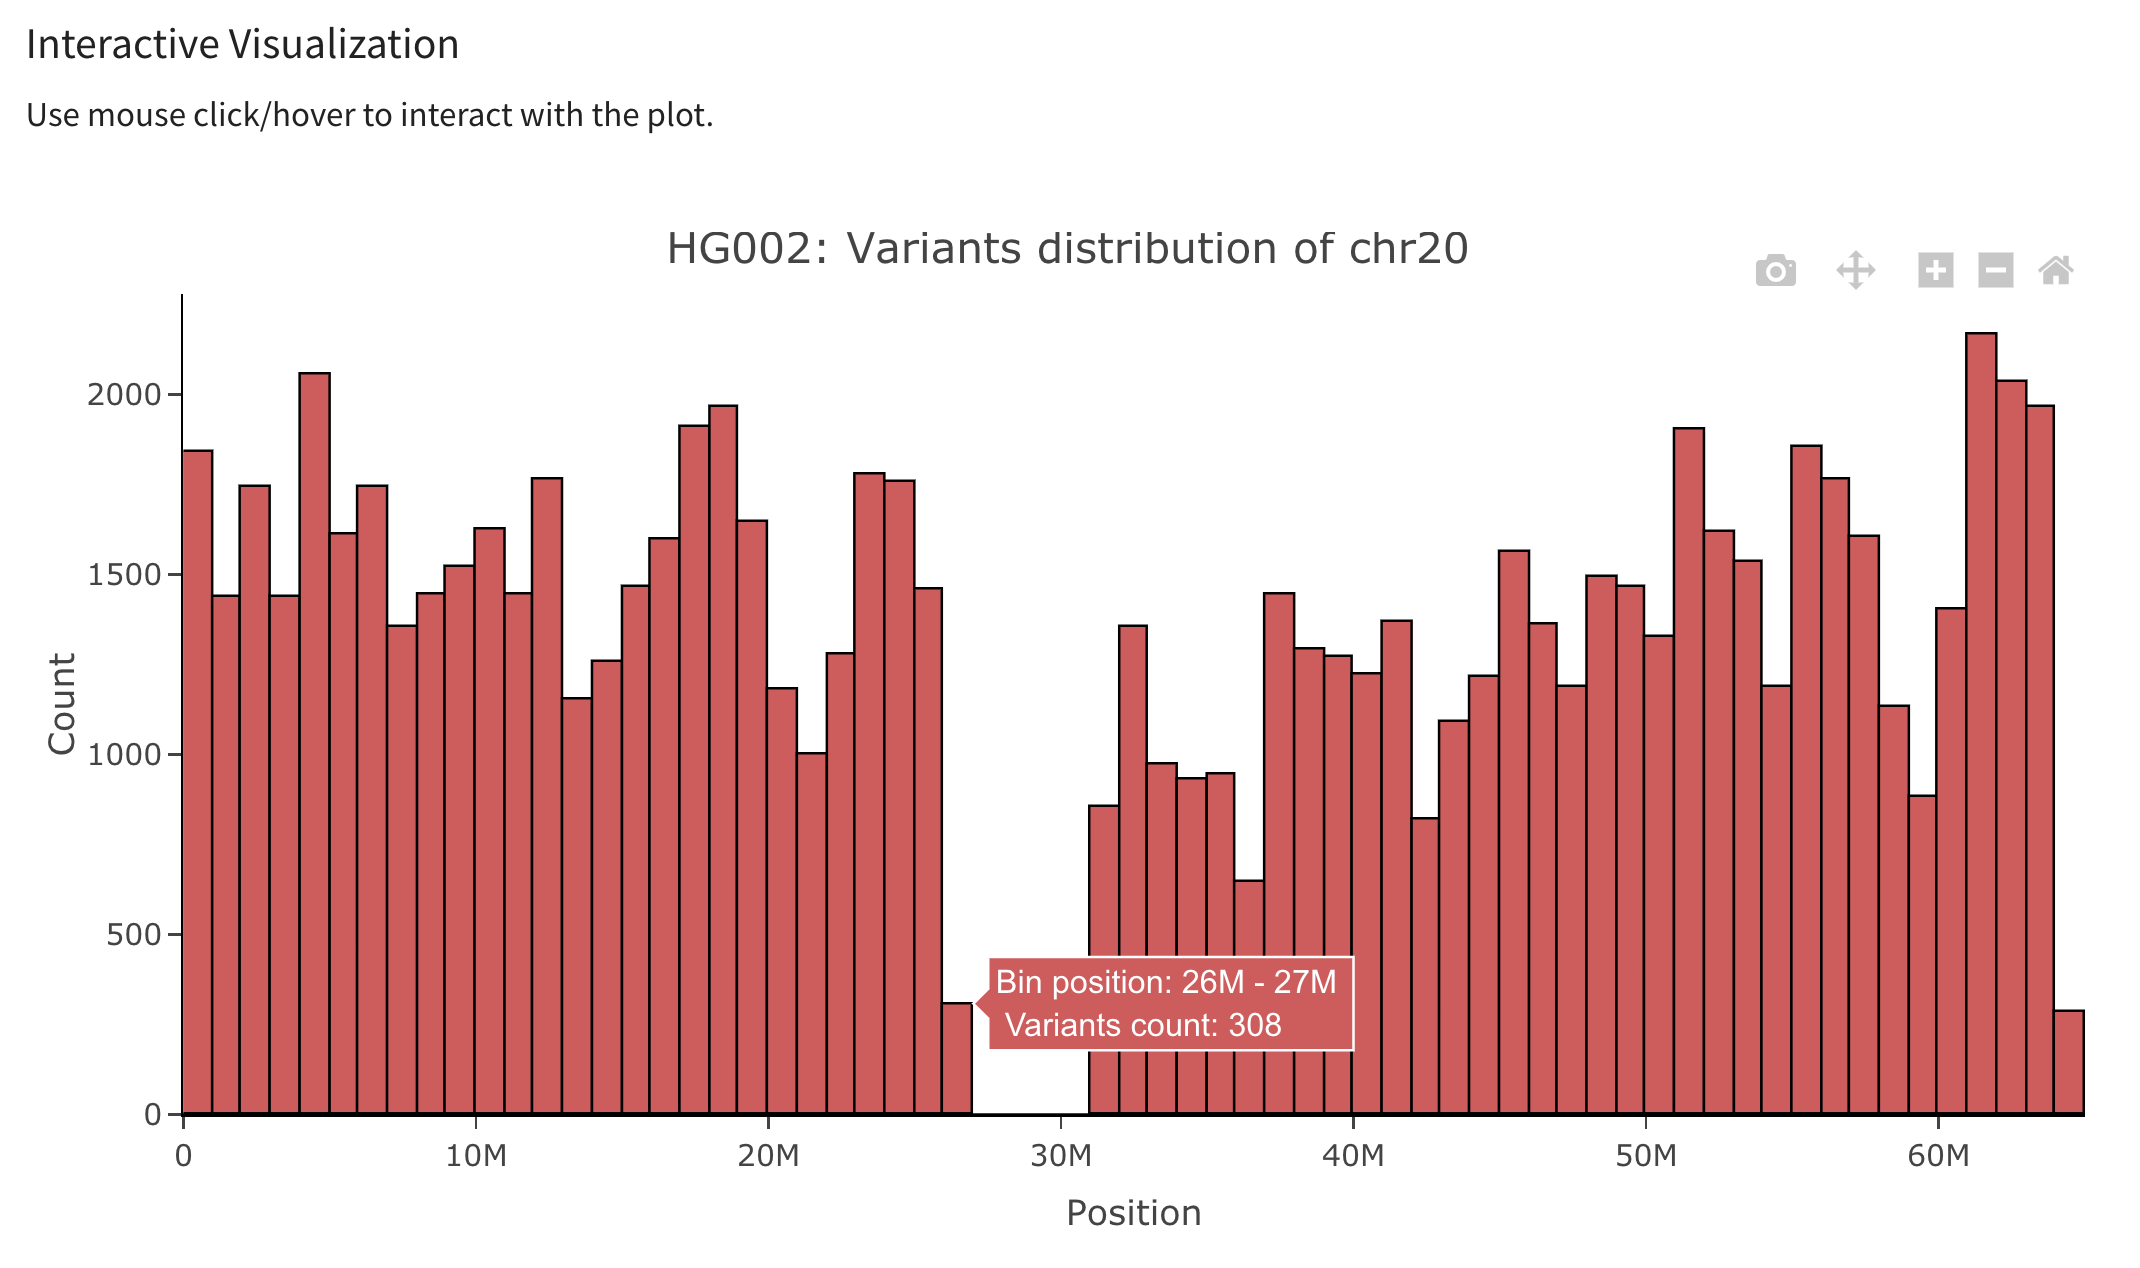 Interactive Visualization
Use mouse click/hover to interact with the plot.
HG002: Variants distribution of chr20
2000
1500
1000
500
0
Count
Bin position: 26M - 27M
Variants count: 308
0 10M 20M 30M 40M 50M 60M
Position